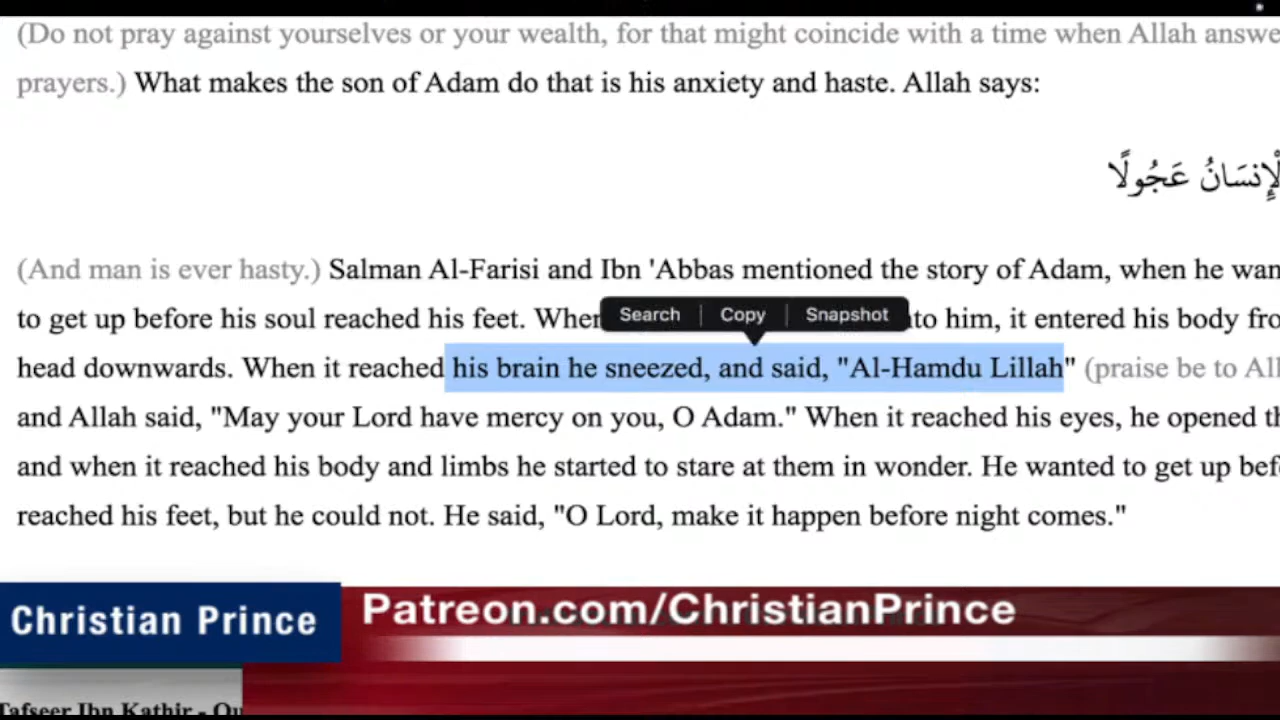 (Do not pray against yourselves or your wealth, for that might coincide with a time when Allah answe
prayers.) What makes the son of Adam do that is his anxiety and haste. Allah says:
لْإِنسَانُ عَجُولًا
(And man is ever hasty.) Salman Al-Farisi and Ibn 'Abbas mentioned the story of Adam, when he wan
Search Copy Snapshot
to get up before his soul reached his feet. When to him, it entered his body fro
head downwards. When it reached his brain he sneezed, and said, "Al-Hamdu Lillah" (praise be to All
and Allah said, "May your Lord have mercy on you, O Adam." When it reached his eyes, he opened th
and when it reached his body and limbs he started to stare at them in wonder. He wanted to get up bef
reached his feet, but he could not. He said, "O Lord, make it happen before night comes."
Christian Prince
Patreon.com/ChristianPrince
Tafseer Ibn Kathir - Qu